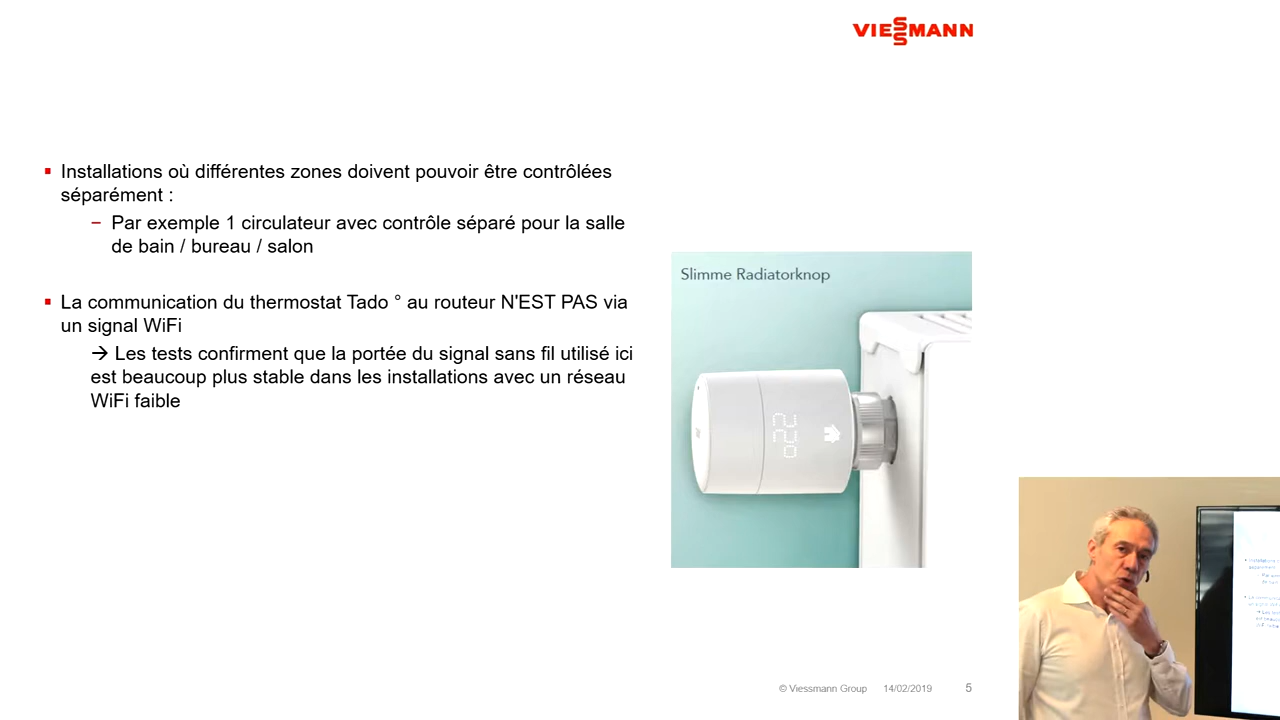 VIESSMANN
▪ Installations où différentes zones doivent pouvoir être contrôlées
séparément :
− Par exemple 1 circulateur avec contrôle séparé pour la salle
de bain / bureau / salon
▪ La communication du thermostat Tado ° au routeur N'EST PAS via
un signal WiFi
→ Les tests confirment que la portée du signal sans fil utilisé ici
est beaucoup plus stable dans les installations avec un réseau
WiFi faible
Slimme Radiatorknop
© Viessmann Group 14/02/2019 5